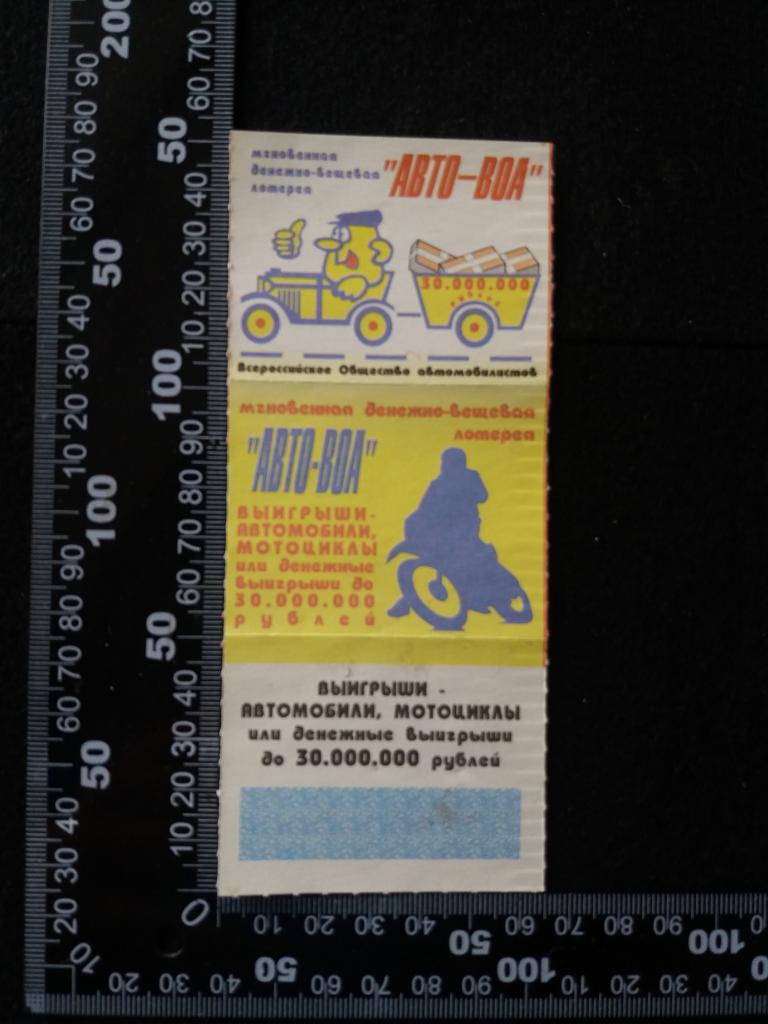 мгновенная
денежно-вещевая
лотерея
"АВТО-ВОА"
30.000.000
рублей
Всероссийское Общество автомобилистов
мгновенная денежно-вещевая
лотерея
"АВТО-ВОА"
ВЫИГРЫШИ-
АВТОМОБИЛИ,
МОТОЦИКЛЫ
или денежные
выигрыши до
30.000.000
рублей
ВЫИГРЫШИ -
АВТОМОБИЛИ, МОТОЦИКЛЫ
или денежные выигрыши
до 30.000.000 рублей